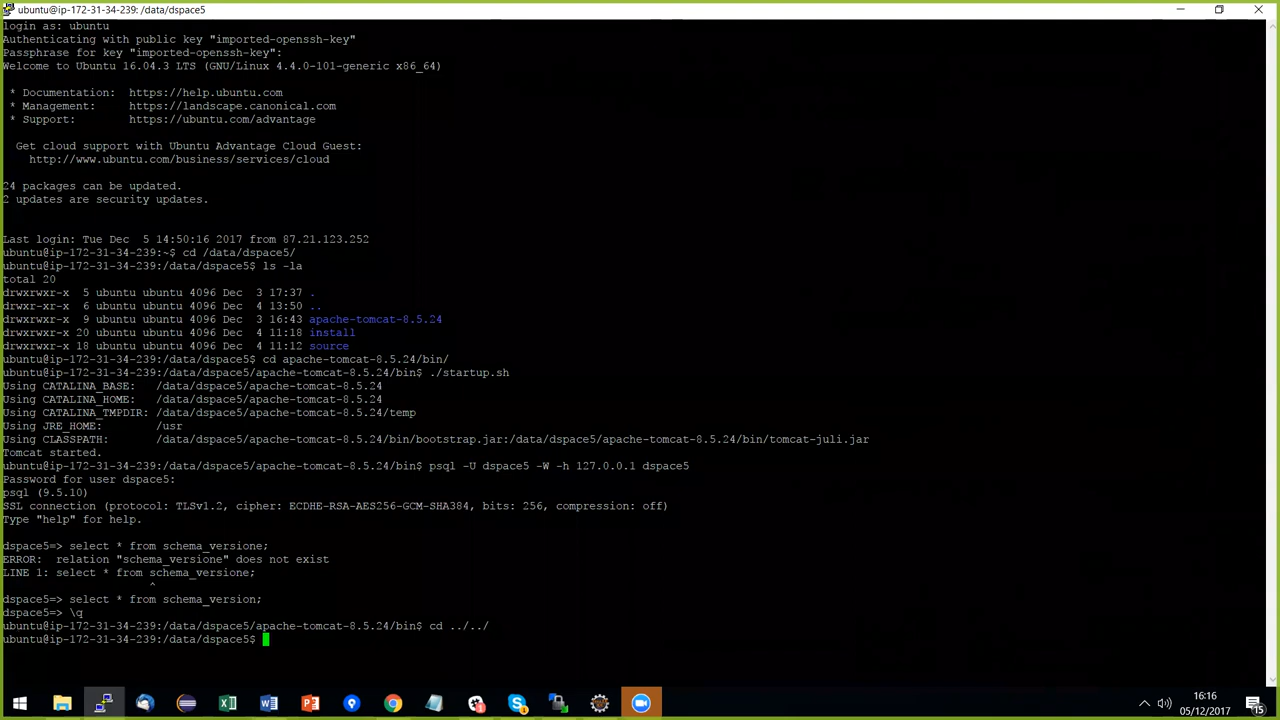 ubuntu@ip-172-31-34-239: /data/dspace5
login as: ubuntu
Authenticating with public key "imported-openssh-key"
Passphrase for key "imported-openssh-key":
Welcome to Ubuntu 16.04.3 LTS (GNU/Linux 4.4.0-101-generic x86_64)
* Documentation:  https://help.ubuntu.com
* Management:     https://landscape.canonical.com
* Support:        https://ubuntu.com/advantage
Get cloud support with Ubuntu Advantage Cloud Guest:
http://www.ubuntu.com/business/services/cloud
24 packages can be updated.
2 updates are security updates.
Last login: Tue Dec  5 14:50:16 2017 from 87.21.123.252
ubuntu@ip-172-31-34-239:~$ cd /data/dspace5/
ubuntu@ip-172-31-34-239:/data/dspace5$ ls -la
total 20
drwxrwxr-x  5 ubuntu ubuntu 4096 Dec  3 17:37 .
drwxrwxr-x  6 ubuntu ubuntu 4096 Dec  4 13:50 ..
drwxrwxr-x  9 ubuntu ubuntu 4096 Dec  3 16:43 apache-tomcat-8.5.24
drwxrwxr-x 20 ubuntu ubuntu 4096 Dec  4 11:18 install
drwxrwxr-x 18 ubuntu ubuntu 4096 Dec  4 11:12 source
ubuntu@ip-172-31-34-239:/data/dspace5$ cd apache-tomcat-8.5.24/bin/
ubuntu@ip-172-31-34-239:/data/dspace5/apache-tomcat-8.5.24/bin$ ./startup.sh
Using CATALINA_BASE:   /data/dspace5/apache-tomcat-8.5.24
Using CATALINA_HOME:   /data/dspace5/apache-tomcat-8.5.24
Using CATALINA_TMPDIR: /data/dspace5/apache-tomcat-8.5.24/temp
Using JRE_HOME:        /usr
Using CLASSPATH:       /data/dspace5/apache-tomcat-8.5.24/bin/bootstrap.jar:/data/dspace5/apache-tomcat-8.5.24/bin/tomcat-juli.jar
Tomcat started.
ubuntu@ip-172-31-34-239:/data/dspace5/apache-tomcat-8.5.24/bin$ psql -U dspace5 -W -h 127.0.0.1 dspace5
Password for user dspace5:
psql (9.5.10)
SSL connection (protocol: TLSv1.2, cipher: ECDHE-RSA-AES256-GCM-SHA384, bits: 256, compression: off)
Type "help" for help.
dspace5=> select * from schema_versione;
ERROR:  relation "schema_versione" does not exist
LINE 1: select * from schema_versione;
^
dspace5=> select * from schema_version;
dspace5=> \q
ubuntu@ip-172-31-34-239:/data/dspace5/apache-tomcat-8.5.24/bin$ cd ../../
ubuntu@ip-172-31-34-239:/data/dspace5$
16:16
05/12/2017
15